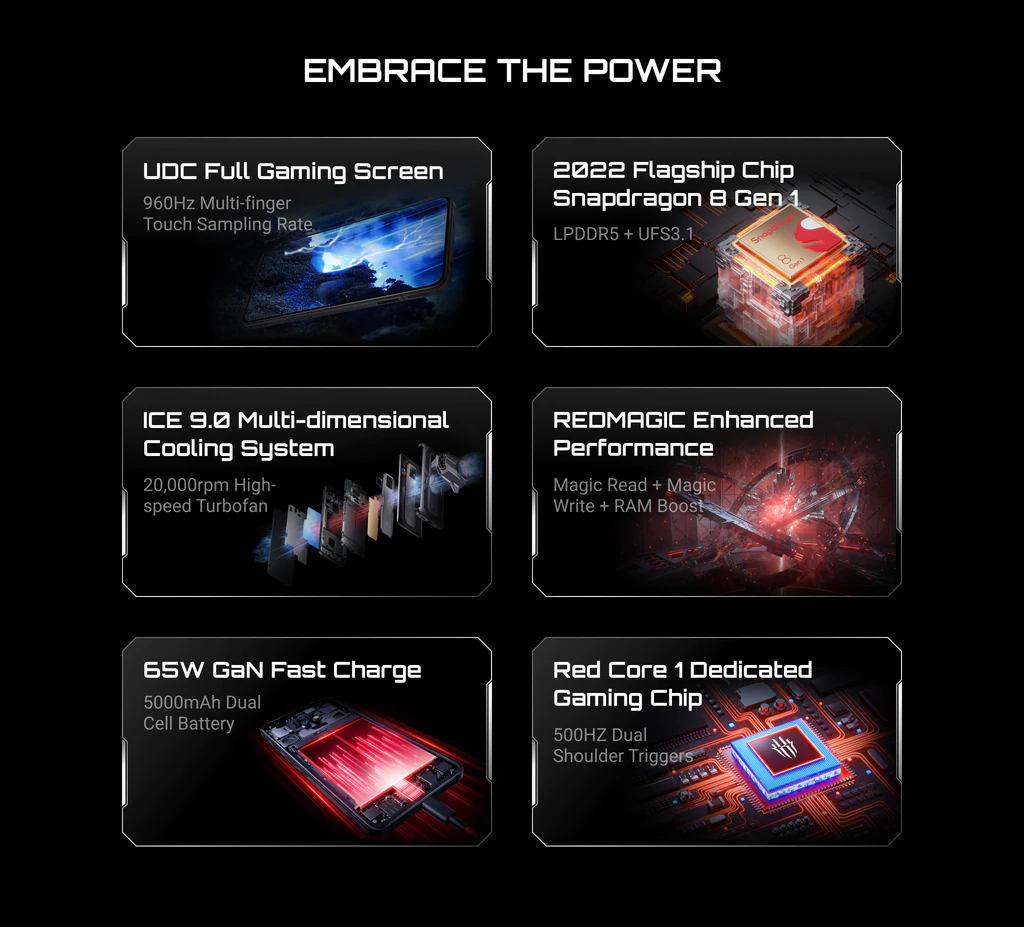 EMBRACE THE POWER
UDC Full Gaming Screen
960Hz Multi-finger
Touch Sampling Rate
2022 Flagship Chip
Snapdragon 8 Gen 1
LPDDR5 + UFS3.1
Snapdragon
8
Gen 1
ICE 9.0 Multi-dimensional
Cooling System
20,000rpm High-
speed Turbofan
REDMAGIC Enhanced
Performance
Magic Read + Magic
Write + RAM Boost
65W GaN Fast Charge
5000mAh Dual
Cell Battery
Red Core 1 Dedicated
Gaming Chip
500HZ Dual
Shoulder Triggers